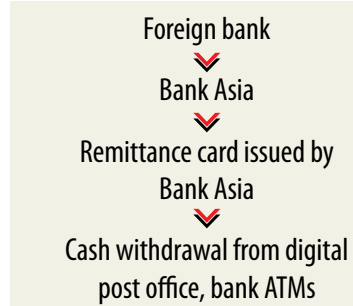 Foreign bank
Bank Asia
Remittance card issued by
Bank Asia
Cash withdrawal from digital
post office, bank ATMs